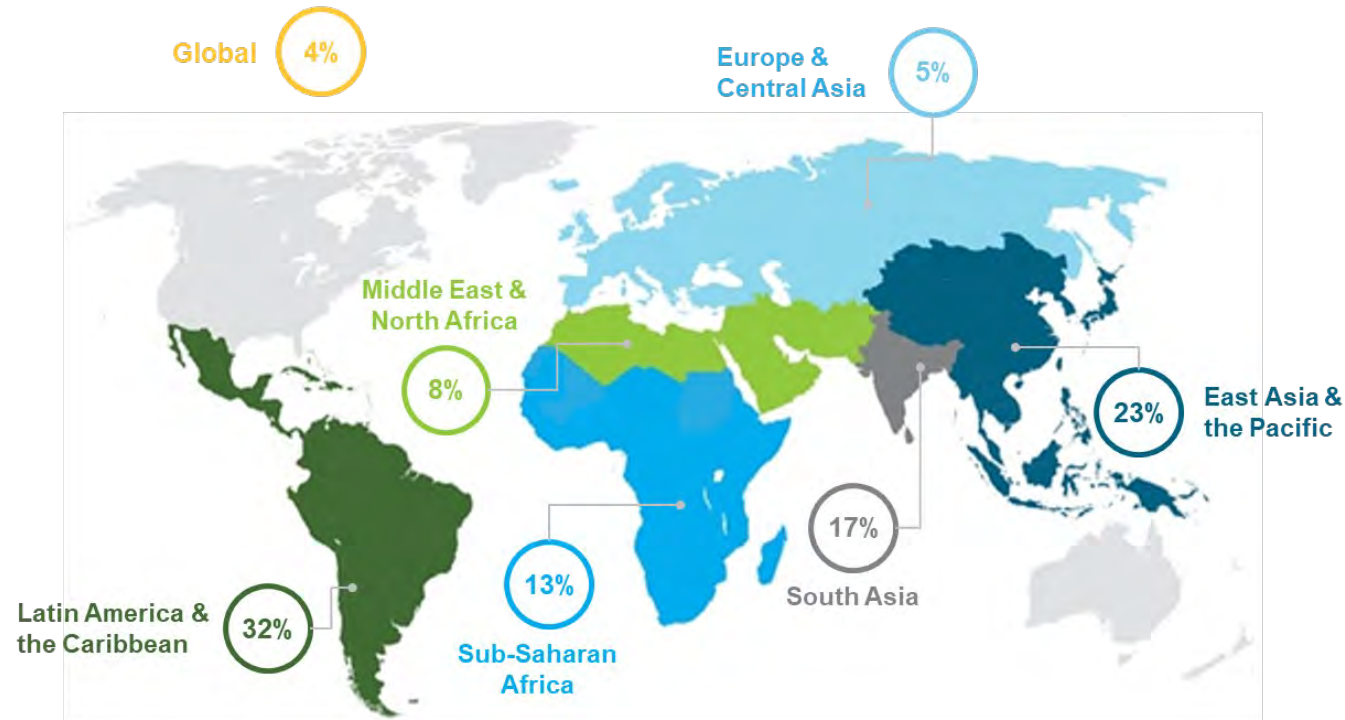 Global
4%
Europe &
Central Asia
5%
Middle East &
North Africa
8%
East Asia &
the Pacific
23%
17%
South Asia
13%
Sub-Saharan
Africa
Latin America &
the Caribbean
32%